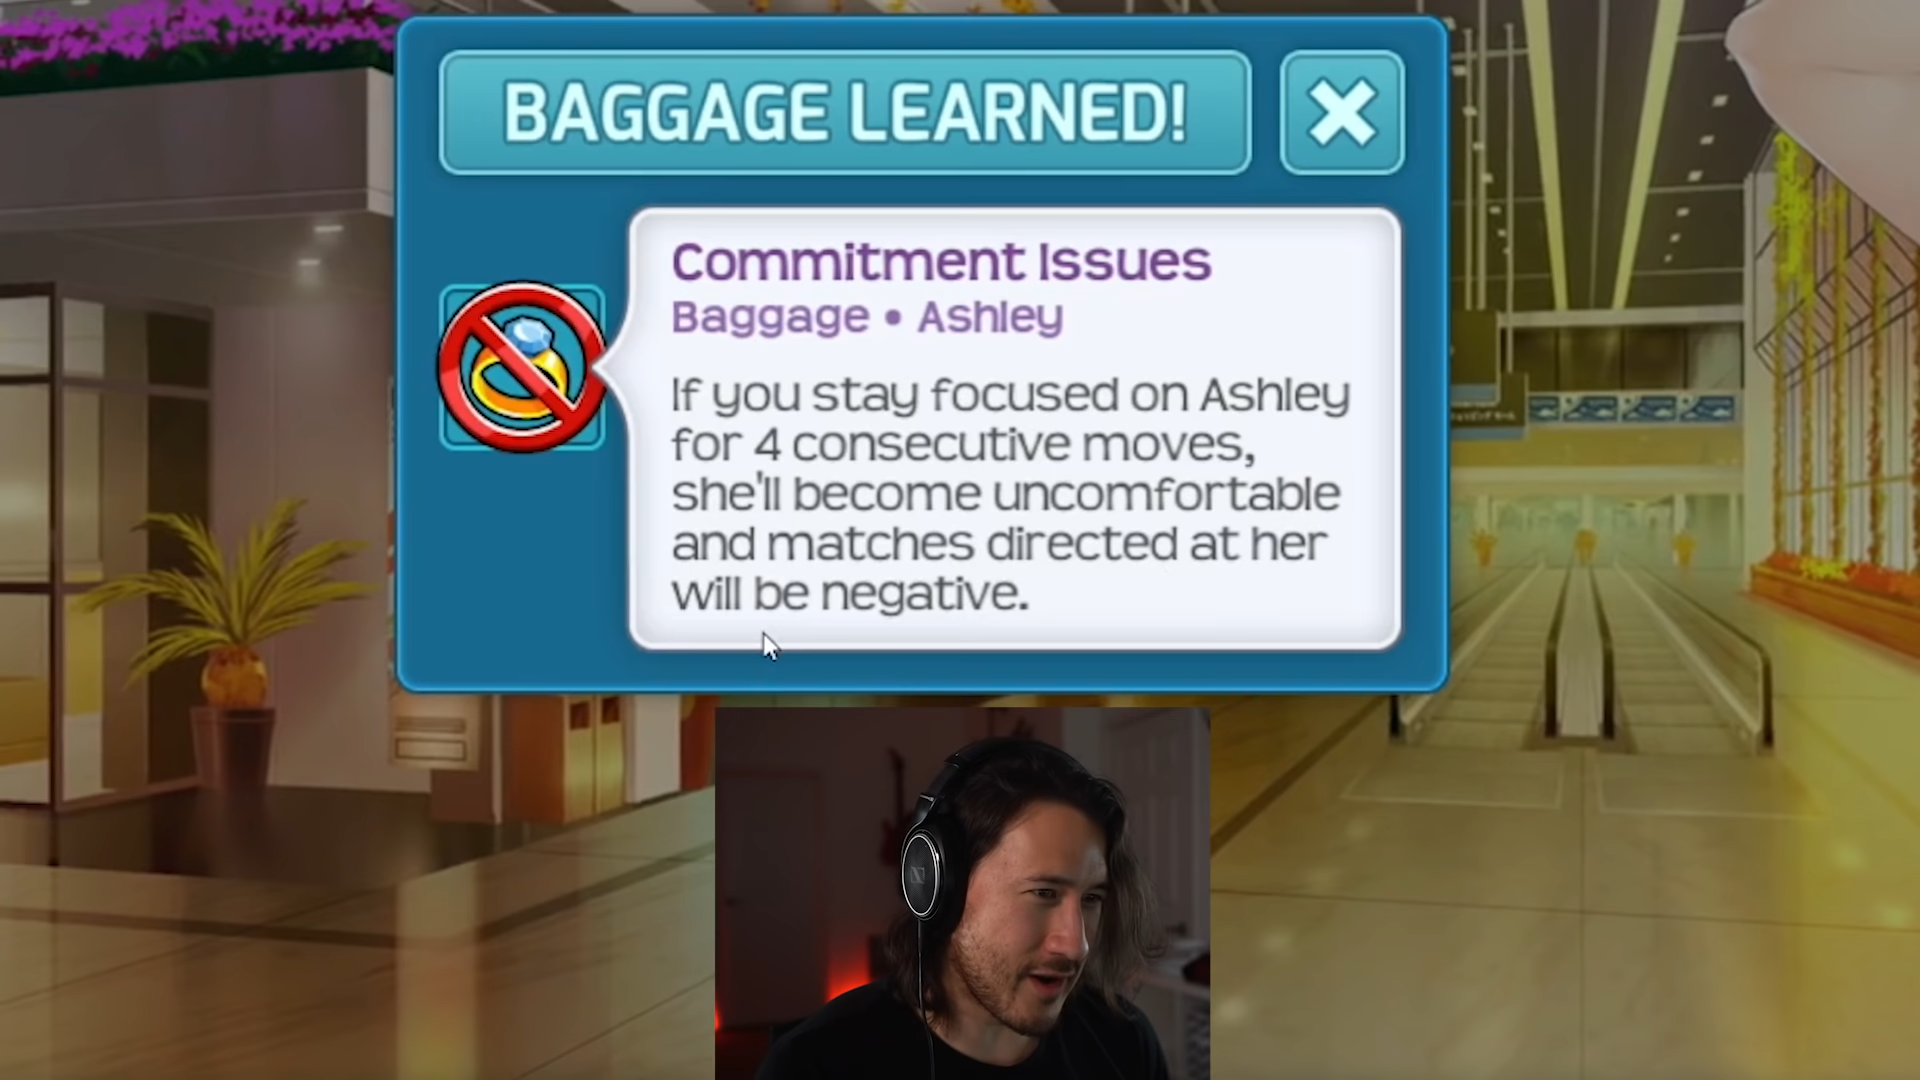 BAGGAGE LEARNED!
Commitment Issues
Baggage • Ashley
If you stay focused on Ashley
for 4 consecutive moves,
she'll become uncomfortable
and matches directed at her
will be negative.